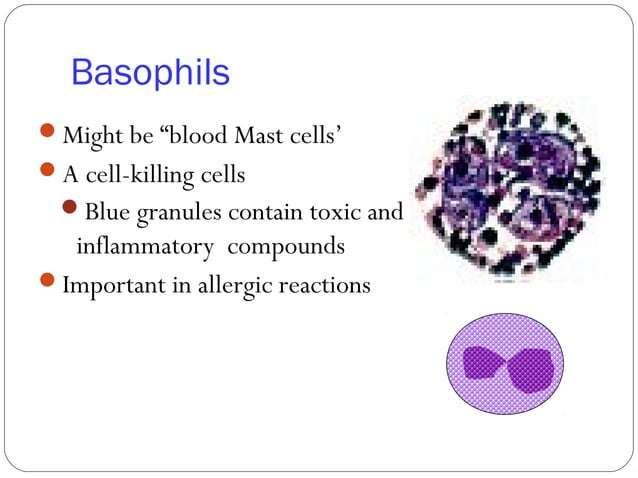 Basophils
Might be “blood Mast cells’
A cell-killing cells
Blue granules contain toxic and
inflammatory compounds
Important in allergic reactions